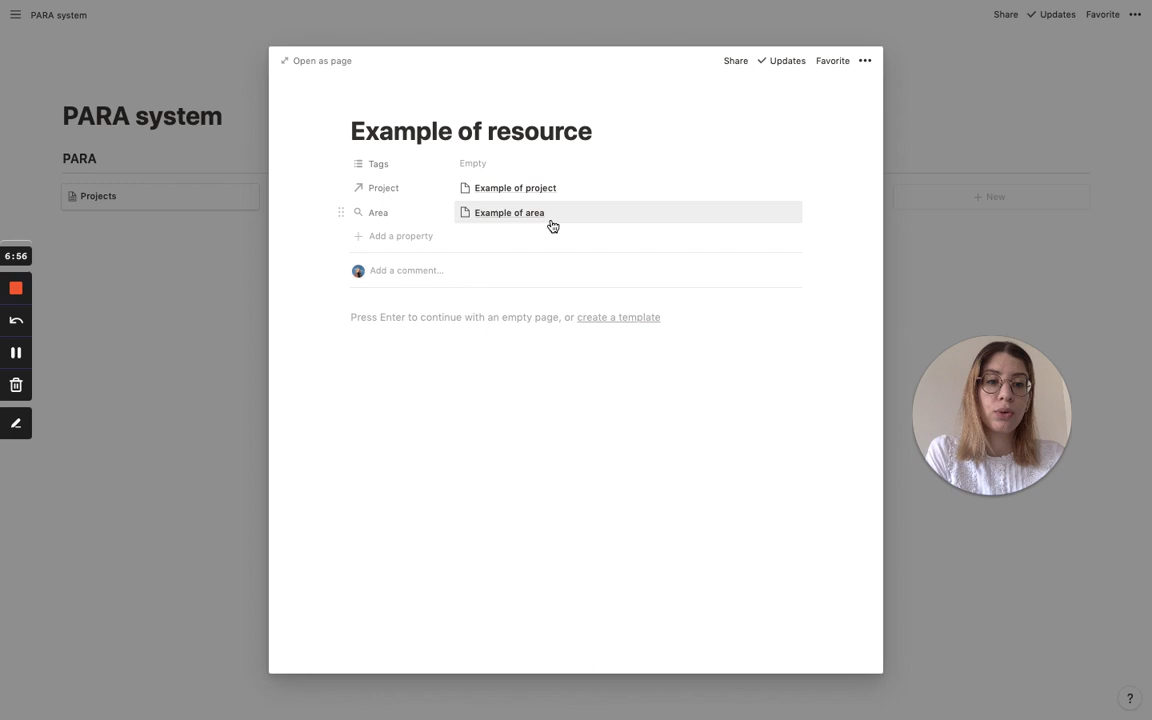 PARA system
Share Updates Favorite
Open as page
Share Updates Favorite
PARA system
Example of resource
PARA
Tags Empty
Project Example of project
Projects
+ New
Area Example of area
Add a property
6:56
Add a comment...
Press Enter to continue with an empty page, or create a template
?